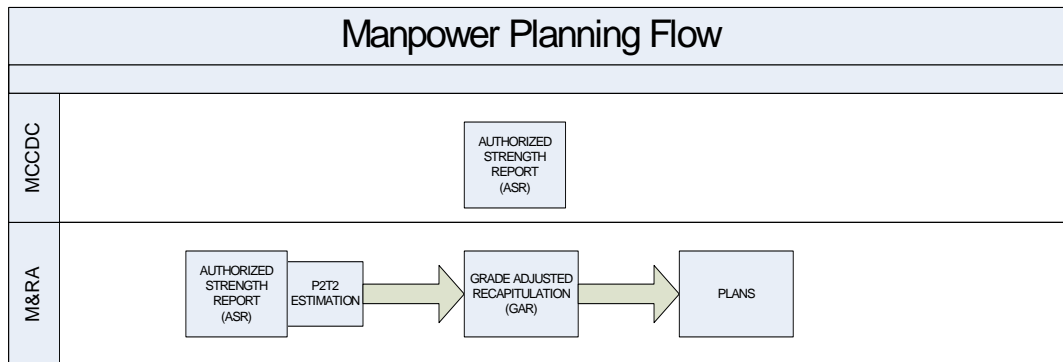 Manpower Planning Flow
MCCDC
AUTHORIZED
STRENGTH
REPORT
(ASR)
M&RA
AUTHORIZED
STRENGTH
REPORT
(ASR)
P2T2
ESTIMATION
GRADE ADJUSTED
RECAPITULATION
(GAR)
PLANS